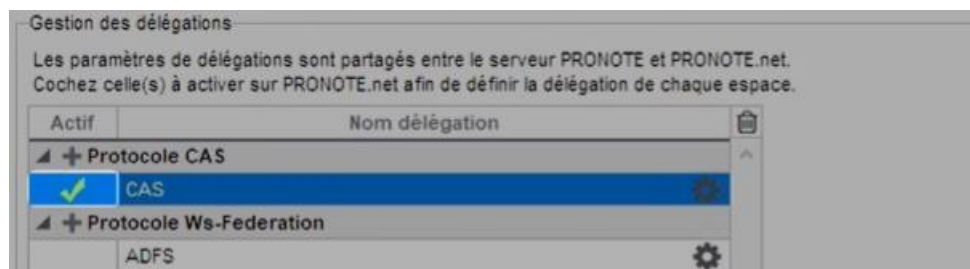 Gestion des délégations
Les paramètres de délégations sont partagés entre le serveur PRONOTE et PRONOTE.net.
Cochez celle(s) à activer sur PRONOTE.net afin de définir la délégation de chaque espace.
Actif Nom délégation
Protocole CAS
CAS
Protocole Ws-Federation
ADFS